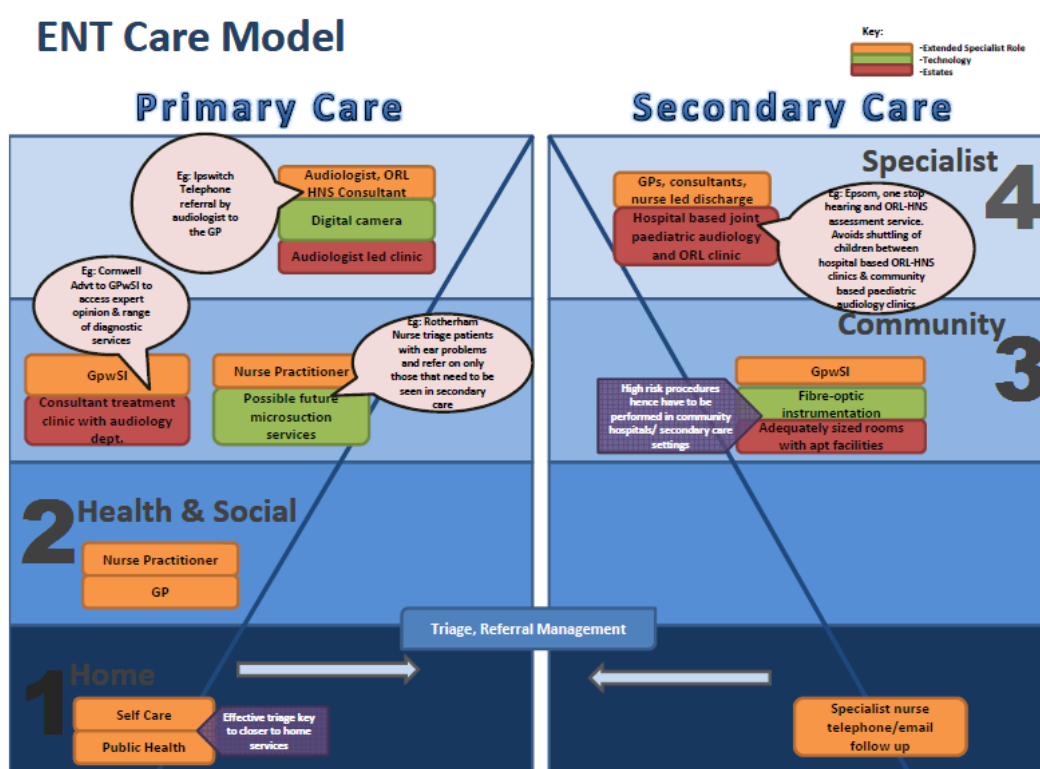 ENT Care Model
Key:
-Extended Specialist Role
-Technology
-Estates
Primary Care
Secondary Care
Eg: Ipswitch
Telephone
referral by
audiologist to
the GP
Audiologist, ORL
HNS Consultant
Digital camera
Audiologist led clinic
Specialist
4
GPs, consultants,
nurse led discharge
Hospital based joint
paediatric audiology
and ORL clinic
Eg: Epsom, one stop
hearing and ORL-HNS
assessment service.
Avoids shuttling of
children between
hospital based ORL-HNS
clinics & community
based paediatric
audiology clinics
Eg: Cornwell
Advt to GPwSI to
access expert
opinion & range
of diagnostic
services
GpwSI
Consultant treatment
clinic with audiology
dept.
Nurse Practitioner
Possible future
microsuction
services
Eg: Rotherham
Nurse triage patients
with ear problems
and refer on only
those that need to be
seen in secondary
care
Community
3
High risk procedures
hence have to be
performed in community
hospitals/ secondary care
settings
GpwSI
Fibre-optic
instrumentation
Adequately sized rooms
with apt facilities
2 Health & Social
Nurse Practitioner
GP
Triage, Referral Management
1 Home
Self Care
Public Health
Effective triage key
to closer to home
services
Specialist nurse
telephone/email
follow up